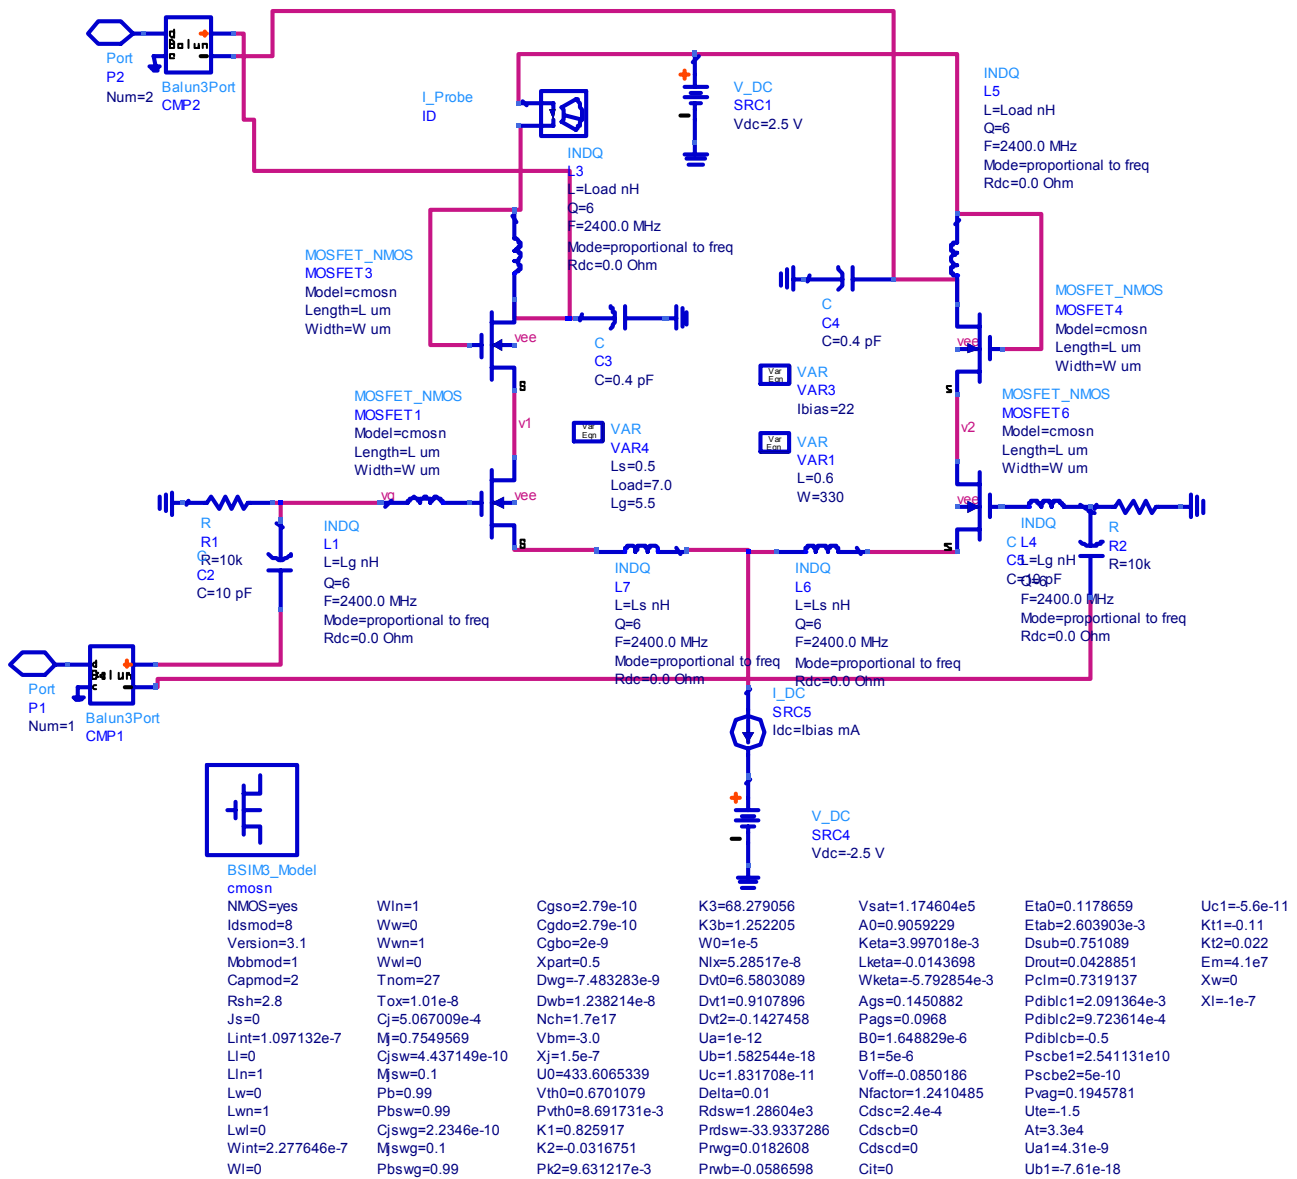 Port
P2
Num=2
d
Balun
c
Balun3Port
CMP2
I_Probe
ID
V_DC
SRC1
Vdc=2.5 V
INDQ
L5
L=Load nH
Q=6
F=2400.0 MHz
Mode=proportional to freq
Rdc=0.0 Ohm
INDQ
L3
L=Load nH
Q=6
F=2400.0 MHz
Mode=proportional to freq
Rdc=0.0 Ohm
MOSFET_NMOS
MOSFET3
Model=cmosn
Length=L um
Width=W um
vee
C
C3
C=0.4 pF
C
C4
C=0.4 pF
vee
MOSFET_NMOS
MOSFET4
Model=cmosn
Length=L um
Width=W um
Var
Eqn
VAR
VAR3
Ibias=22
MOSFET_NMOS
MOSFET1
Model=cmosn
Length=L um
Width=W um
v1
Var
Eqn
VAR
VAR4
Ls=0.5
Load=7.0
Lg=5.5
Var
Eqn
VAR
VAR1
L=0.6
W=330
v2
MOSFET_NMOS
MOSFET6
Model=cmosn
Length=L um
Width=W um
vg
vee
vee
R
R1
R=10k
C
C2
C=10 pF
INDQ
L1
L=Lg nH
Q=6
F=2400.0 MHz
Mode=proportional to freq
Rdc=0.0 Ohm
INDQ
L7
L=Ls nH
Q=6
F=2400.0 MHz
Mode=proportional to freq
Rdc=0.0 Ohm
INDQ
L6
L=Ls nH
Q=6
F=2400.0 MHz
Mode=proportional to freq
Rdc=0.0 Ohm
INDQ
L4
L=Lg nH
Q=6
F=2400.0 MHz
Mode=proportional to freq
Rdc=0.0 Ohm
C
C5
C=10 pF
R
R2
R=10k
Port
P1
Num=1
d
Balun
c
Balun3Port
CMP1
I_DC
SRC5
Idc=Ibias mA
V_DC
SRC4
Vdc=-2.5 V
BSIM3_Model
cmosn
NMOS=yes
Idsmod=8
Version=3.1
Mobmod=1
Capmod=2
Rsh=2.8
Js=0
Lint=1.097132e-7
Ll=0
Lln=1
Lw=0
Lwn=1
Lwl=0
Wint=2.277646e-7
Wl=0
Wln=1
Ww=0
Wwn=1
Wwl=0
Tnom=27
Tox=1.01e-8
Cj=5.067009e-4
Mj=0.7549569
Cjsw=4.437149e-10
Mjsw=0.1
Pb=0.99
Pbsw=0.99
Cjswg=2.2346e-10
Mjswg=0.1
Pbswg=0.99
Cgso=2.79e-10
Cgdo=2.79e-10
Cgbo=2e-9
Xpart=0.5
Dwg=-7.483283e-9
Dwb=1.238214e-8
Nch=1.7e17
Vbm=-3.0
Xj=1.5e-7
U0=433.6065339
Vth0=0.6701079
Pvth0=8.691731e-3
K1=0.825917
K2=-0.0316751
Pk2=9.631217e-3
K3=68.279056
K3b=1.252205
W0=1e-5
Nlx=5.28517e-8
Dvt0=6.5803089
Dvt1=0.9107896
Dvt2=-0.1427458
Ua=1e-12
Ub=1.582544e-18
Uc=1.831708e-11
Delta=0.01
Rdsw=1.28604e3
Prdsw=-33.9337286
Prwg=0.0182608
Prwb=-0.0586598
Vsat=1.174604e5
A0=0.9059229
Keta=3.997018e-3
Lketa=-0.0143698
Wketa=-5.792854e-3
Ags=0.1450882
Pags=0.0968
B0=1.648829e-6
B1=5e-6
Voff=-0.0850186
Nfactor=1.2410485
Cdsc=2.4e-4
Cdscb=0
Cdscd=0
Cit=0
Eta0=0.1178659
Etab=2.603903e-3
Dsub=0.751089
Drout=0.0428851
Pclm=0.7319137
Pdiblc1=2.091364e-3
Pdiblc2=9.723614e-4
Pdiblcb=-0.5
Pscbe1=2.541131e10
Pscbe2=5e-10
Pvag=0.1945781
Ute=-1.5
At=3.3e4
Ua1=4.31e-9
Ub1=-7.61e-18
Uc1=-5.6e-11
Kt1=-0.11
Kt2=0.022
Em=4.1e7
Xw=0
Xl=-1e-7